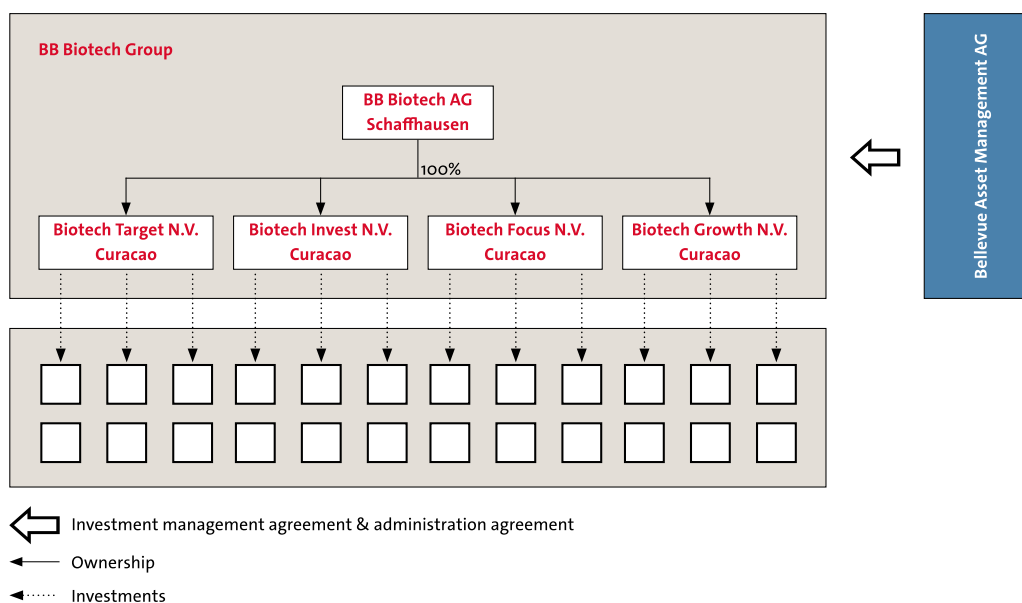 BB Biotech Group
BB Biotech AG
Schaffhausen
100%
Biotech Target N.V.
Curacao
Biotech Invest N.V.
Curacao
Biotech Focus N.V.
Curacao
Biotech Growth N.V.
Curacao
Bellevue Asset Management AG
Investment management agreement & administration agreement
Ownership
Investments